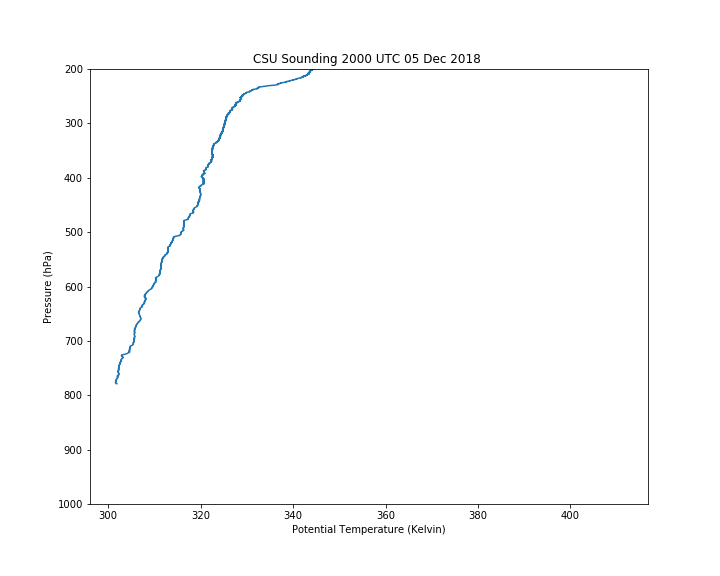 CSU Sounding 2000 UTC 05 Dec 2018
200
300
400
500
600
700
800
900
1000
Pressure (hPa)
300 320 340 360 380 400
Potential Temperature (Kelvin)